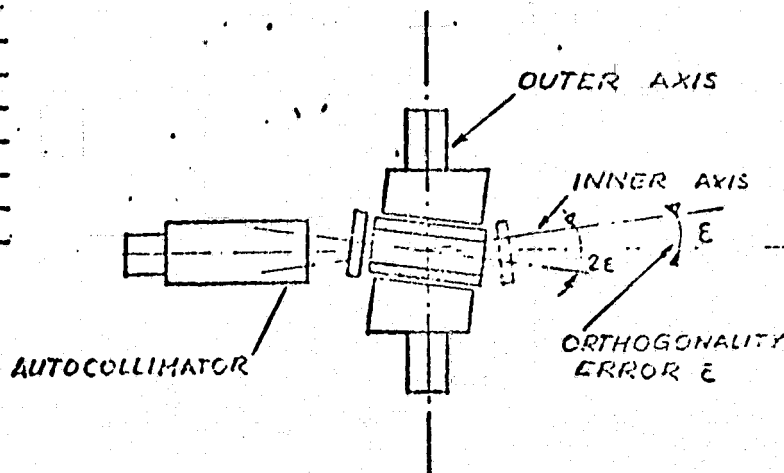 OUTER AXIS
INNER AXIS
ε
2ε
ORTHOGONALITY
ERROR ε
AUTOCOLLIMATOR